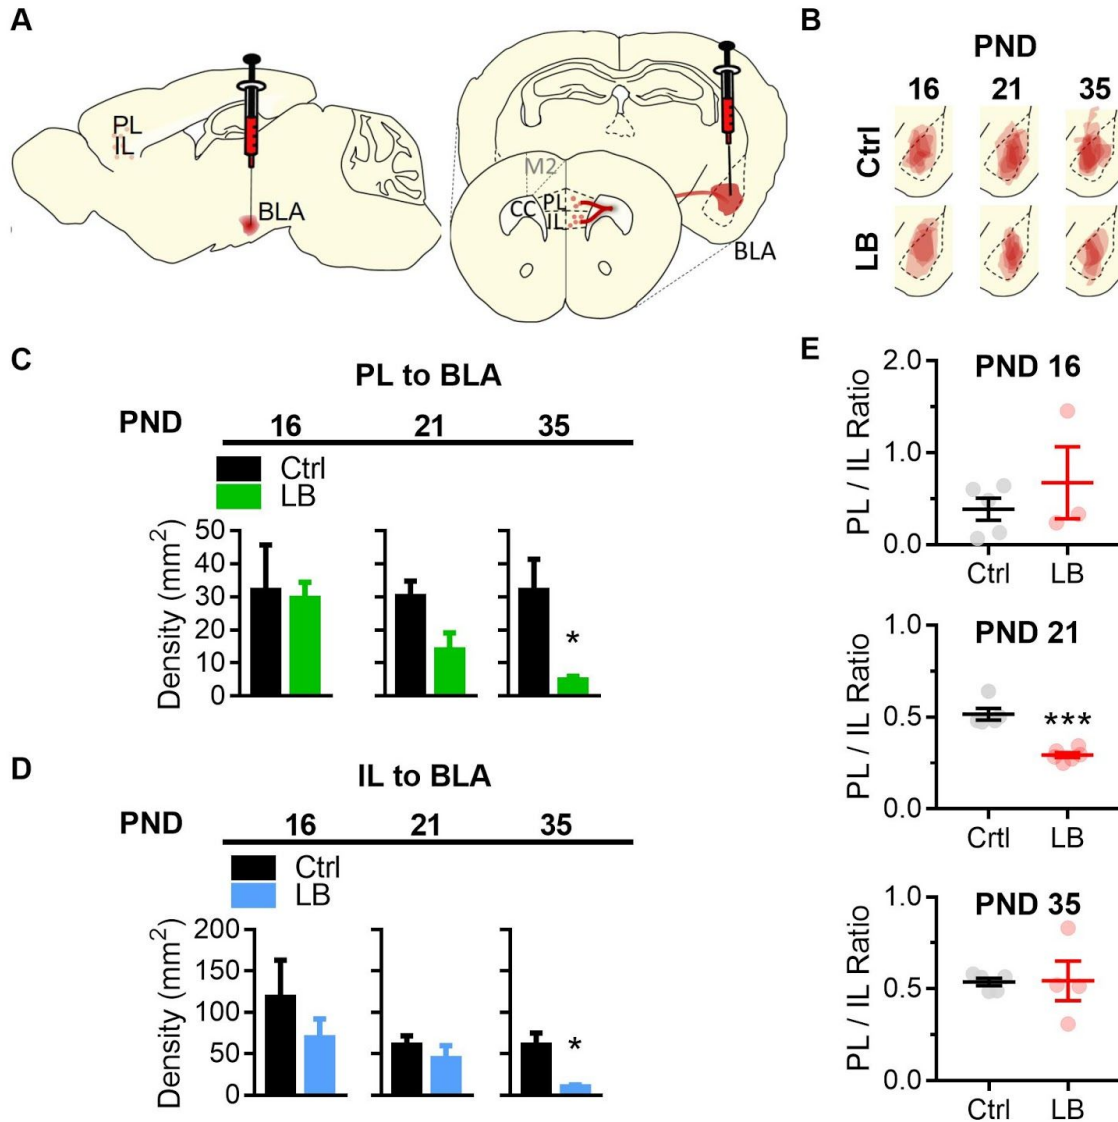 A
PL
IL
BLA
M2
CC
PL
IL
BLA
B
PND
16 21 35
Ctrl
LB
C
PL to BLA
PND 16 21 35
Ctrl
LB
Density (mm²)
50
40
30
20
10
0
*
D
IL to BLA
PND 16 21 35
Ctrl
LB
Density (mm²)
200
150
100
50
0
*
E
PND 16
PL / IL Ratio
2.0
1.0
0.0
Ctrl LB
PND 21
PL / IL Ratio
1.0
0.5
0.0
***
Crtl LB
PND 35
PL / IL Ratio
1.0
0.5
0.0
Ctrl LB